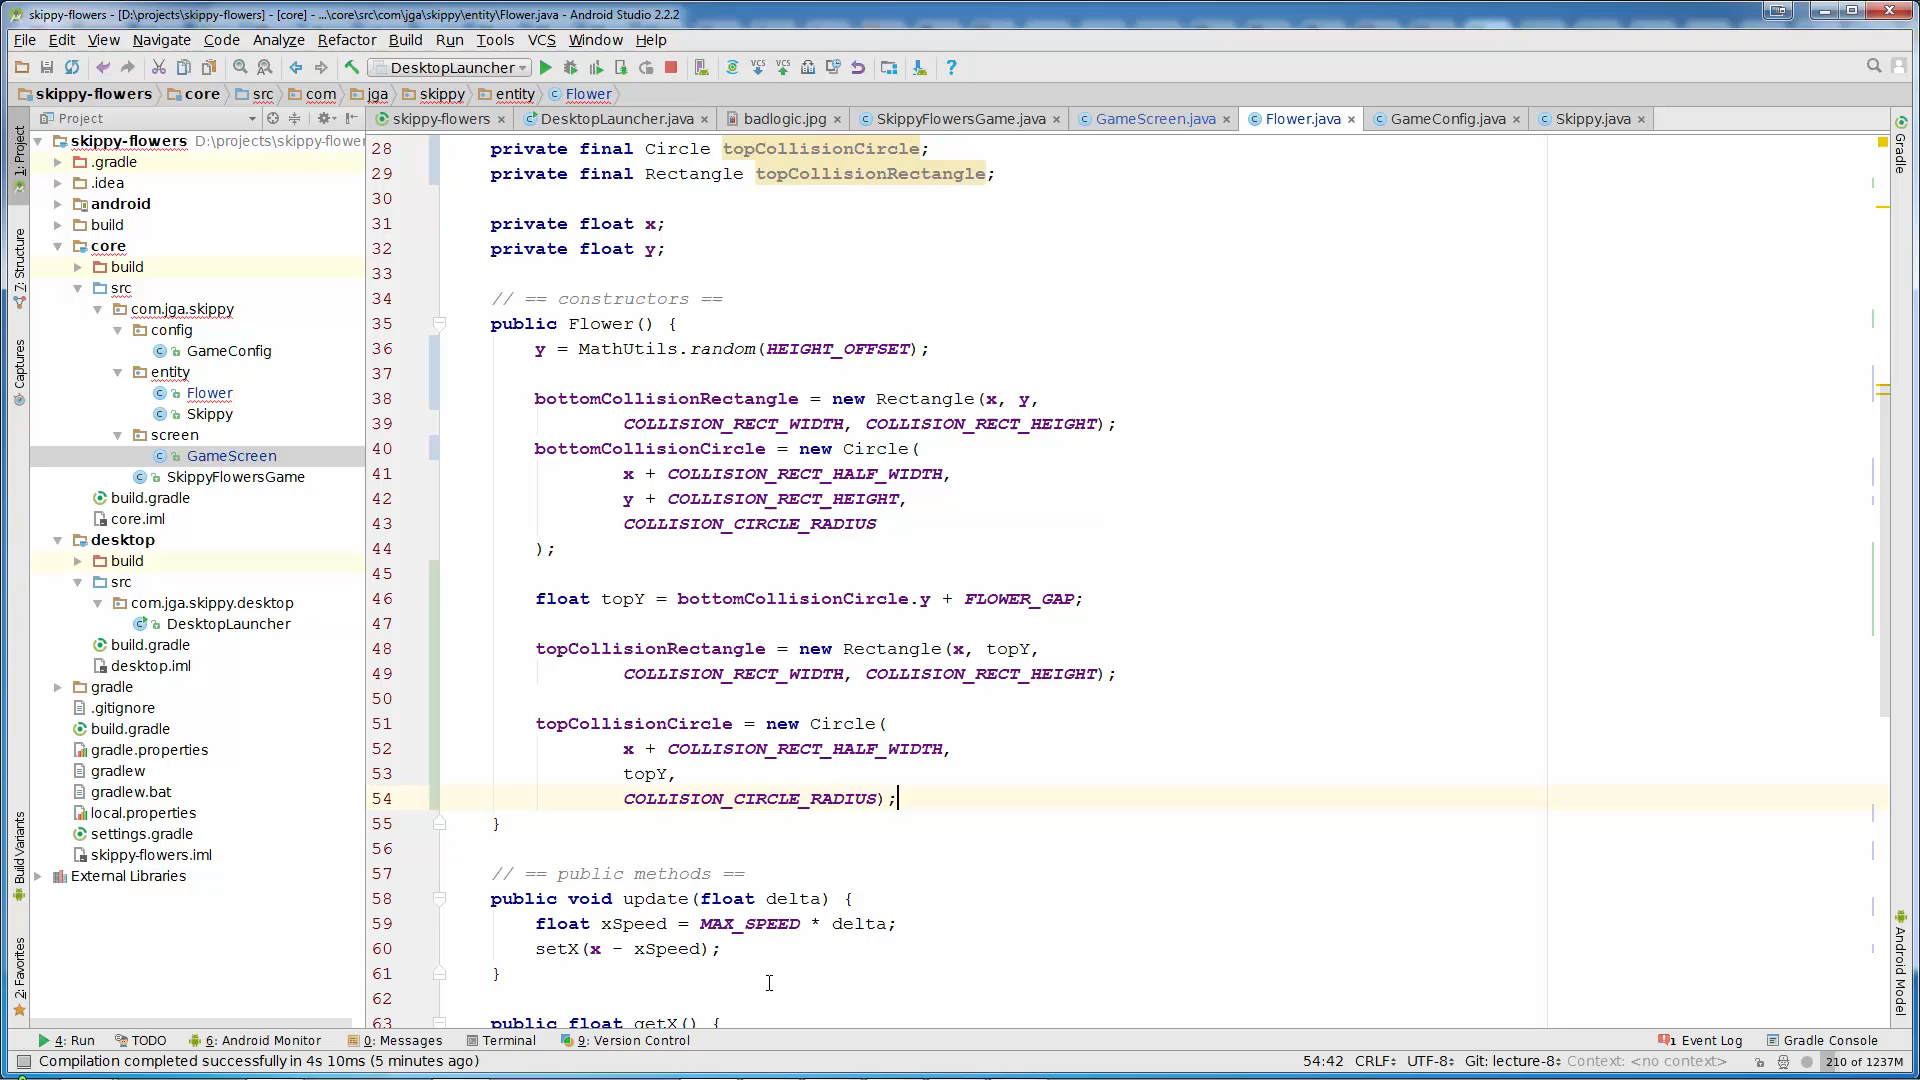 skippy-flowers - [D:\projects\skippy-flowers] - [core] - ...\core\src\com\jga\skippy\entity\Flower.java - Android Studio 2.2.2
File Edit View Navigate Code Analyze Refactor Build Run Tools VCS Window Help
DesktopLauncher
skippy-flowers core src com jga skippy entity Flower
Project
skippy-flowers DesktopLauncher.java badlogic.jpg SkippyFlowersGame.java GameScreen.java Flower.java GameConfig.java Skippy.java
1: Project
7: Structure
Captures
Build Variants
2: Favorites
skippy-flowers D:\projects\skippy-flower
.gradle
.idea
android
build
core
build
src
com.jga.skippy
config
GameConfig
entity
Flower
Skippy
screen
GameScreen
SkippyFlowersGame
build.gradle
core.iml
desktop
build
src
com.jga.skippy.desktop
DesktopLauncher
build.gradle
desktop.iml
gradle
.gitignore
build.gradle
gradle.properties
gradlew
gradlew.bat
local.properties
settings.gradle
skippy-flowers.iml
External Libraries
28 private final Circle topCollisionCircle;
29 private final Rectangle topCollisionRectangle;
30
31 private float x;
32 private float y;
33
34 // == constructors ==
35 public Flower() {
36 y = MathUtils.random(HEIGHT_OFFSET);
37
38 bottomCollisionRectangle = new Rectangle(x, y,
39 COLLISION_RECT_WIDTH, COLLISION_RECT_HEIGHT);
40 bottomCollisionCircle = new Circle(
41 x + COLLISION_RECT_HALF_WIDTH,
42 y + COLLISION_RECT_HEIGHT,
43 COLLISION_CIRCLE_RADIUS
44 );
45
46 float topY = bottomCollisionCircle.y + FLOWER_GAP;
47
48 topCollisionRectangle = new Rectangle(x, topY,
49 COLLISION_RECT_WIDTH, COLLISION_RECT_HEIGHT);
50
51 topCollisionCircle = new Circle(
52 x + COLLISION_RECT_HALF_WIDTH,
53 topY,
54 COLLISION_CIRCLE_RADIUS);
55 }
56
57 // == public methods ==
58 public void update(float delta) {
59 float xSpeed = MAX_SPEED * delta;
60 setX(x - xSpeed);
61 }
62
63 public float getX() {
Gradle
Android Model
4: Run TODO 6: Android Monitor 0: Messages Terminal 9: Version Control 1 Event Log Gradle Console
Compilation completed successfully in 4s 10ms (5 minutes ago) 54:42 CRLF UTF-8 Git: lecture-8 Context: <no context> 210 of 1237M